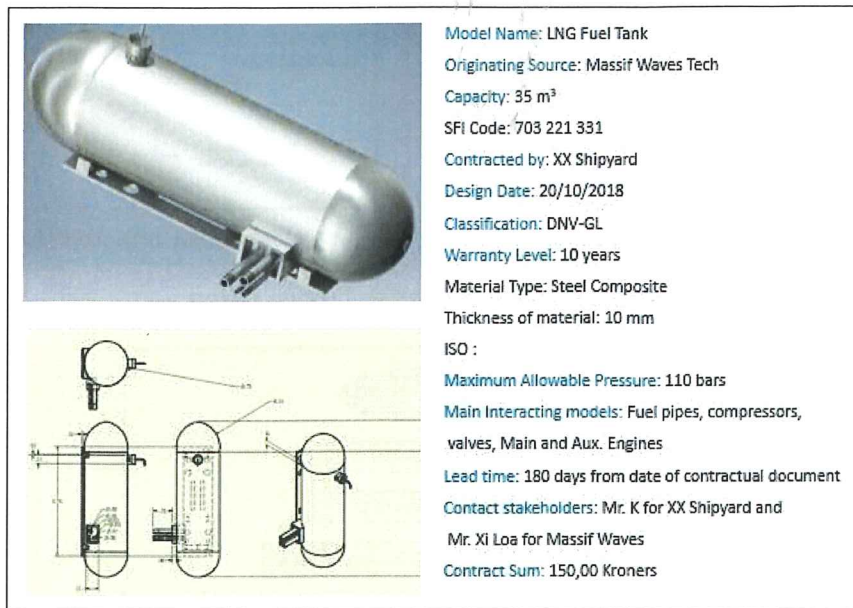 Model Name: LNG Fuel Tank
Originating Source: Massif Waves Tech
Capacity: 35 m³
SFI Code: 703 221 331
Contracted by: XX Shipyard
Design Date: 20/10/2018
Classification: DNV-GL
Warranty Level: 10 years
Material Type: Steel Composite
Thickness of material: 10 mm
ISO :
Maximum Allowable Pressure: 110 bars
Main Interacting models: Fuel pipes, compressors,
valves, Main and Aux. Engines
Lead time: 180 days from date of contractual document
Contact stakeholders: Mr. K for XX Shipyard and
Mr. Xi Loa for Massif Waves
Contract Sum: 150,00 Kroners